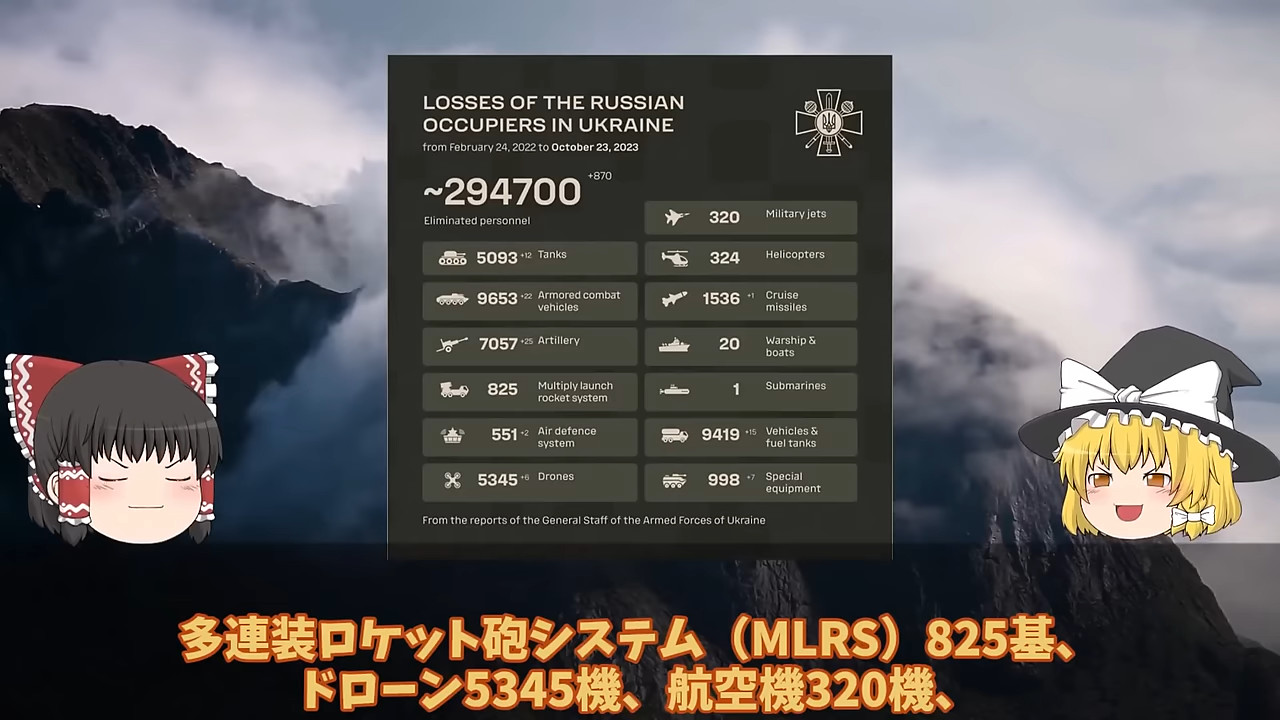 LOSSES OF THE RUSSIAN
OCCUPIERS IN UKRAINE
from February 24, 2022 to October 23, 2023
~294700 +870
Eliminated personnel
320 Military jets
5093 +12 Tanks
324 Helicopters
9653 +22 Armored combat
vehicles
1536 +1 Cruise
missiles
7057 +25 Artillery
20 Warship &
boats
825 Multiply launch
rocket system
1 Submarines
551 +2 Air defence
system
9419 +15 Vehicles &
fuel tanks
5345 +6 Drones
998 +7 Special
equipment
From the reports of the General Staff of the Armed Forces of Ukraine
多連装ロケット砲システム（MLRS）825基、
ドローン5345機、航空機320機、